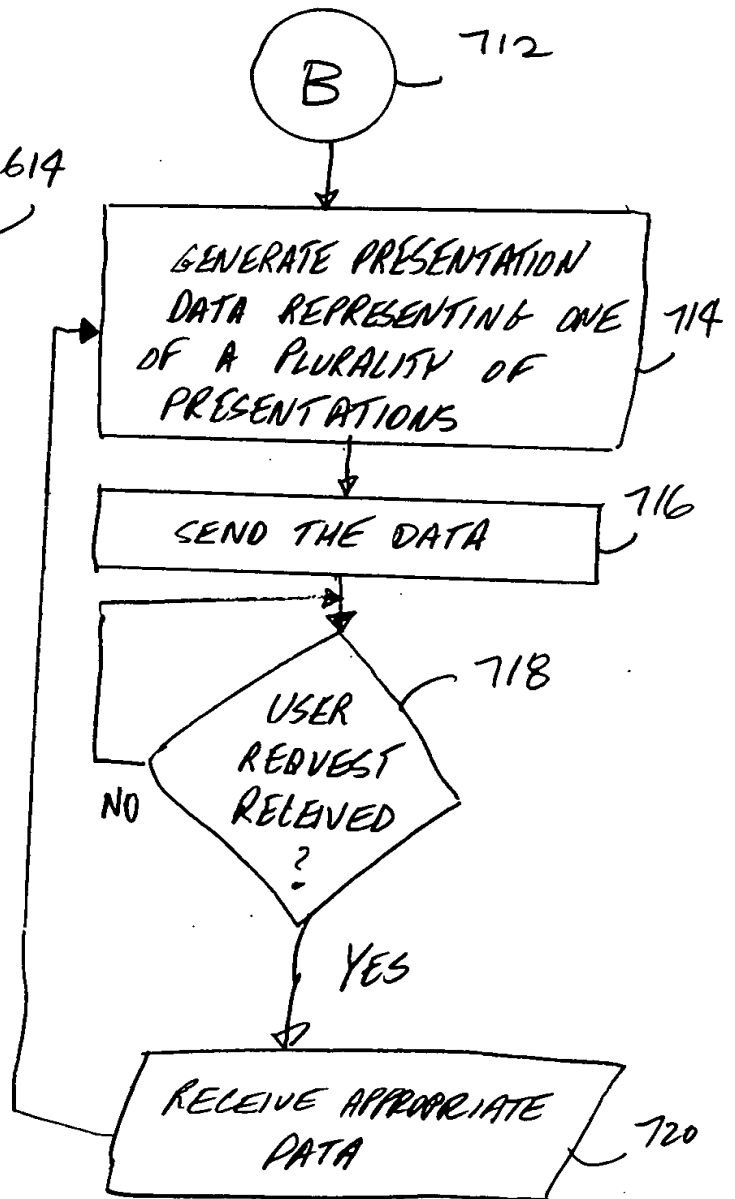 712
B
614
GENERATE PRESENTATION
DATA REPRESENTING ONE
OF A PLURALITY OF
PRESENTATIONS
714
SEND THE DATA
716
718
USER
REQUEST
RECEIVED
?
NO
YES
RECEIVE APPROPRIATE
DATA
720